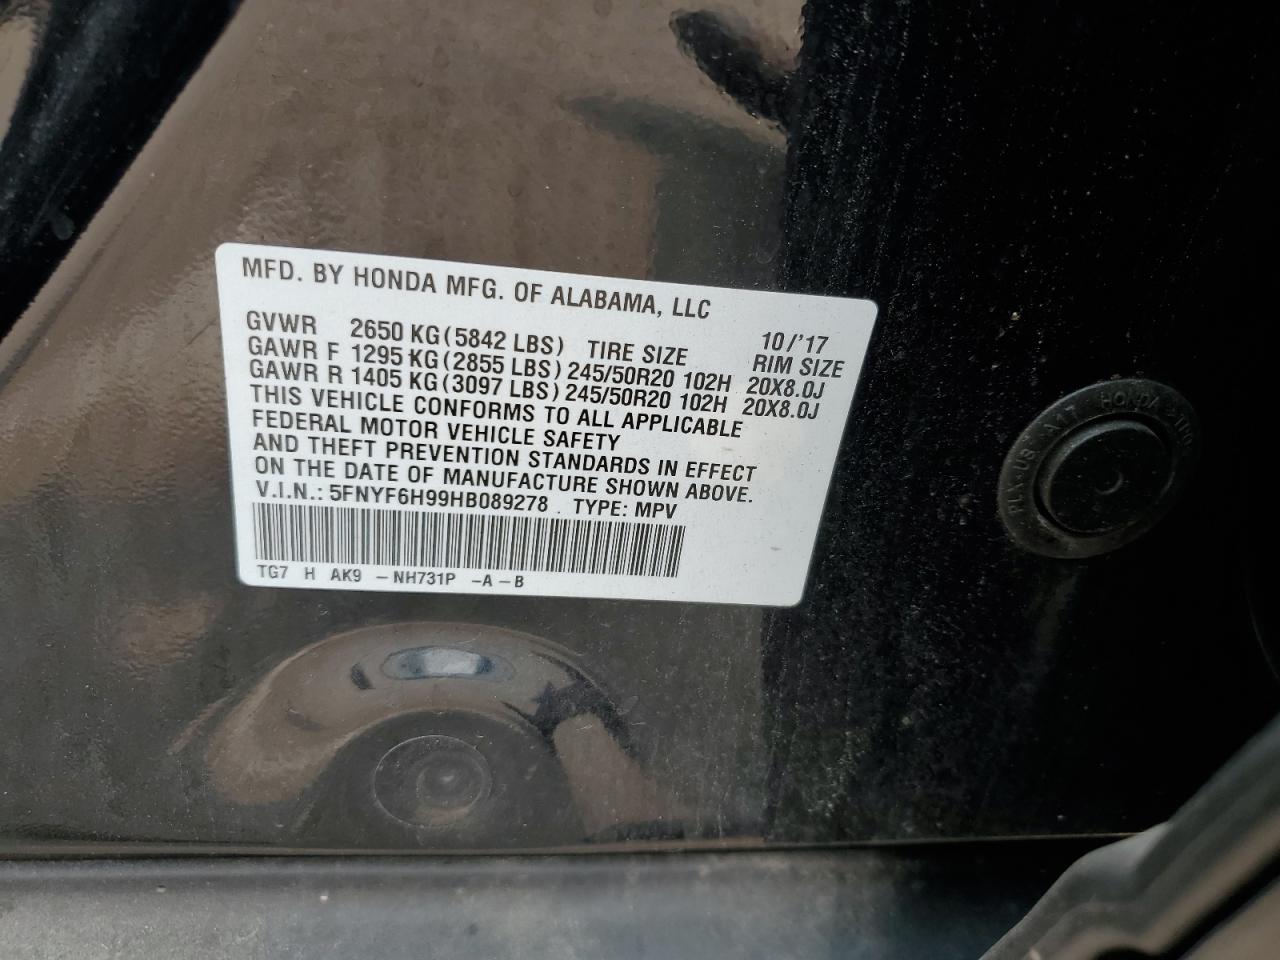 MFD. BY HONDA MFG. OF ALABAMA, LLC
10/'17
GVWR 2650 KG (5842 LBS) TIRE SIZE RIM SIZE
GAWR F 1295 KG (2855 LBS) 245/50R20 102H 20X8.0J
GAWR R 1405 KG (3097 LBS) 245/50R20 102H 20X8.0J
THIS VEHICLE CONFORMS TO ALL APPLICABLE
FEDERAL MOTOR VEHICLE SAFETY
AND THEFT PREVENTION STANDARDS IN EFFECT
ON THE DATE OF MANUFACTURE SHOWN ABOVE.
V.I.N.: 5FNYF6H99HB089278 TYPE: MPV
TG7 H AK9 -NH731P -A-B
A17 HONDA